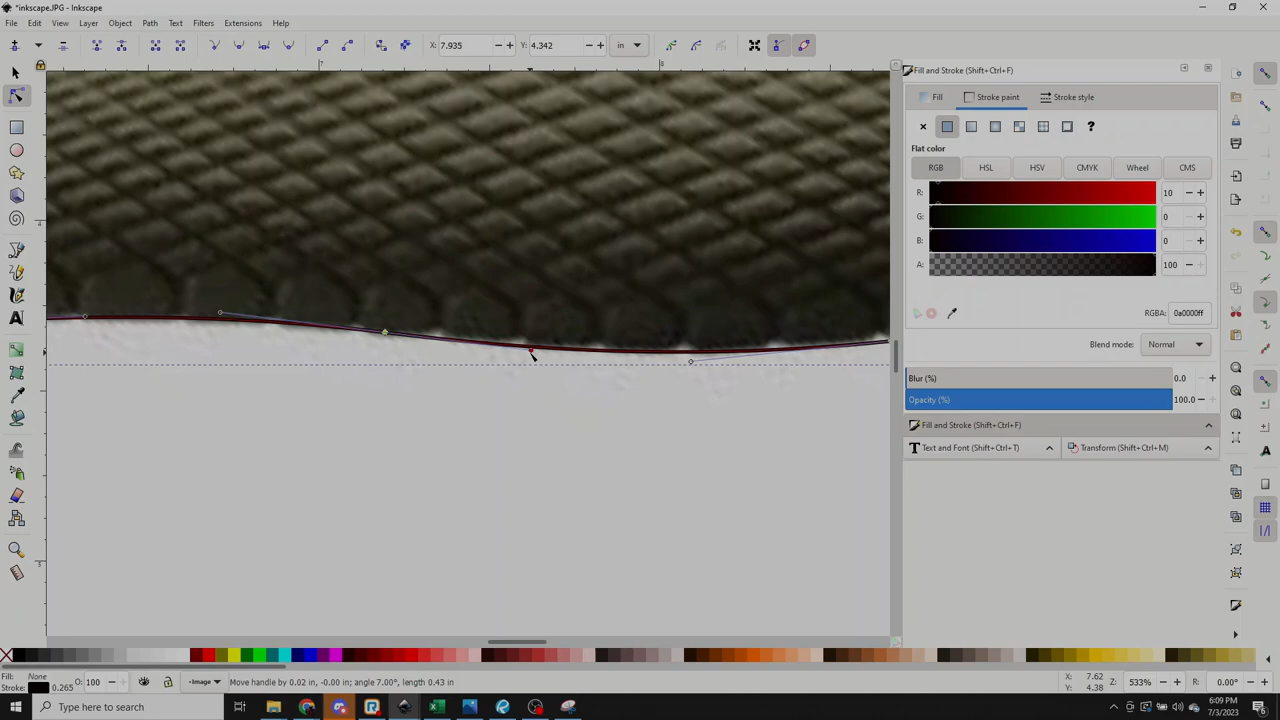 *inkscape.JPG - Inkscape
File Edit View Layer Object Path Text Filters Extensions Help
X: 7.935 Y: 4.342 in
7 8
4
5
Fill and Stroke (Shift+Ctrl+F)
Fill Stroke paint Stroke style
?
Flat color
RGB HSL HSV CMYK Wheel CMS
R: 10
G: 0
B: 0
A: 100
RGBA: 0a0000ff
Blend mode: Normal
Blur (%) 0.0
Opacity (%) 100.0
Fill and Stroke (Shift+Ctrl+F)
Text and Font (Shift+Ctrl+T) Transform (Shift+Ctrl+M)
Fill: None
Stroke: 0.265
O: 100
-Image
Move handle by 0.02 in, -0.00 in; angle 7.00°, length 0.43 in
X: 7.62
Y: 4.38
Z: 533%
R: 0.00°
Type here to search
6:09 PM
7/3/2023